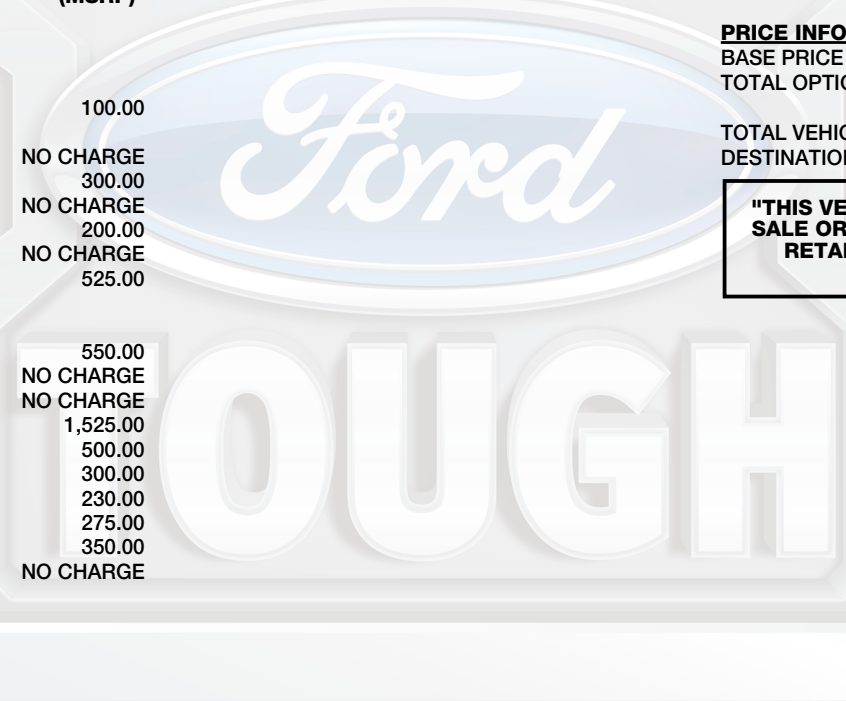 100.00
NO CHARGE
300.00
NO CHARGE
200.00
NO CHARGE
525.00
550.00
NO CHARGE
NO CHARGE
1,525.00
500.00
300.00
230.00
275.00
350.00
NO CHARGE
Ford
TOUGH
PRICE INFO
BASE PRICE
TOTAL OPTIO
TOTAL VEHIC
DESTINATION
"THIS VE
SALE OR
RETAI